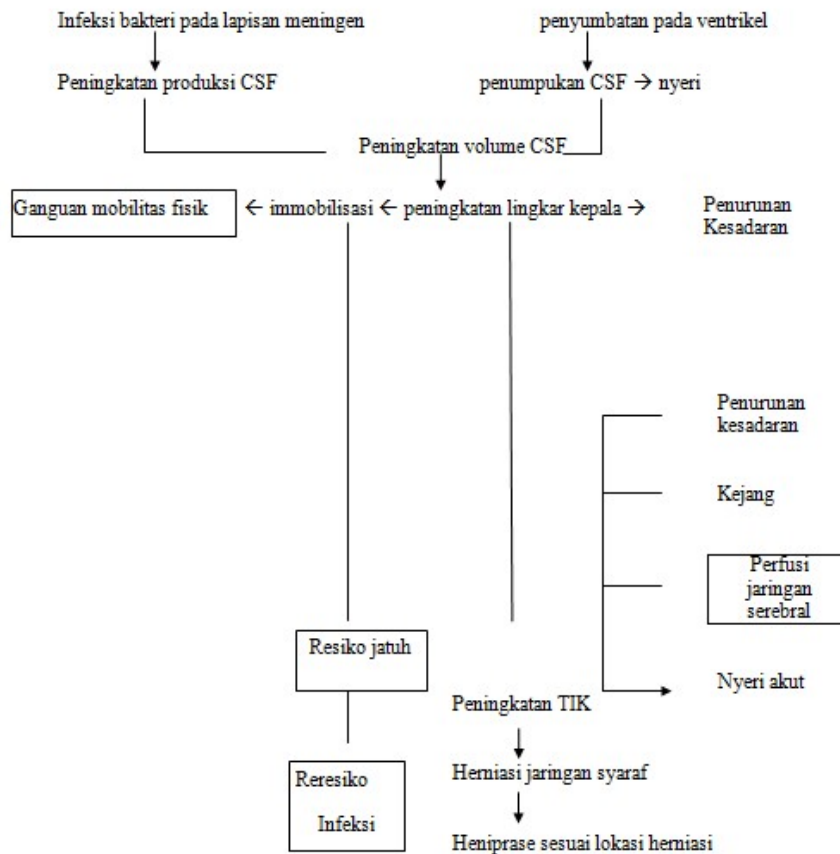 Infeksi bakteri pada lapisan meningen
penyumbatan pada ventrikel
Peningkatan produksi CSF
penumpukan CSF → nyeri
Peningkatan volume CSF
Ganguan mobilitas fisik ← immobilisasi ← peningkatan lingkar kepala →
Penurunan
Kesadaran
Penurunan
kesadaran
Kejang
Perfusi
jaringan
serebral
Resiko jatuh
Nyeri akut
Peningkatan TIK
Reresiko
Infeksi
Herniasi jaringan syaraf
Heniprase sesuai lokasi herniasi